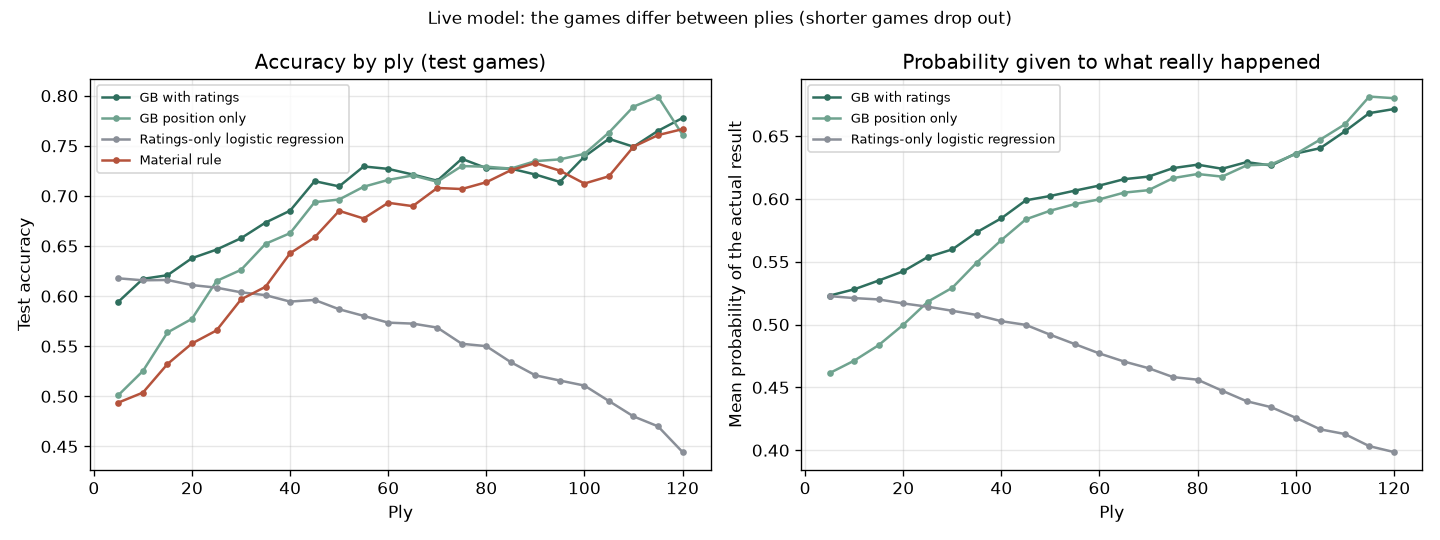 Live model: the games differ between plies (shorter games drop out)
Accuracy by ply (test games)
GB with ratings
GB position only
Ratings-only logistic regression
Material rule
Test accuracy
0.80
0.75
0.70
0.65
0.60
0.55
0.50
0.45
0 20 40 60 80 100 120
Ply
Probability given to what really happened
GB with ratings
GB position only
Ratings-only logistic regression
Mean probability of the actual result
0.65
0.60
0.55
0.50
0.45
0.40
0 20 40 60 80 100 120
Ply